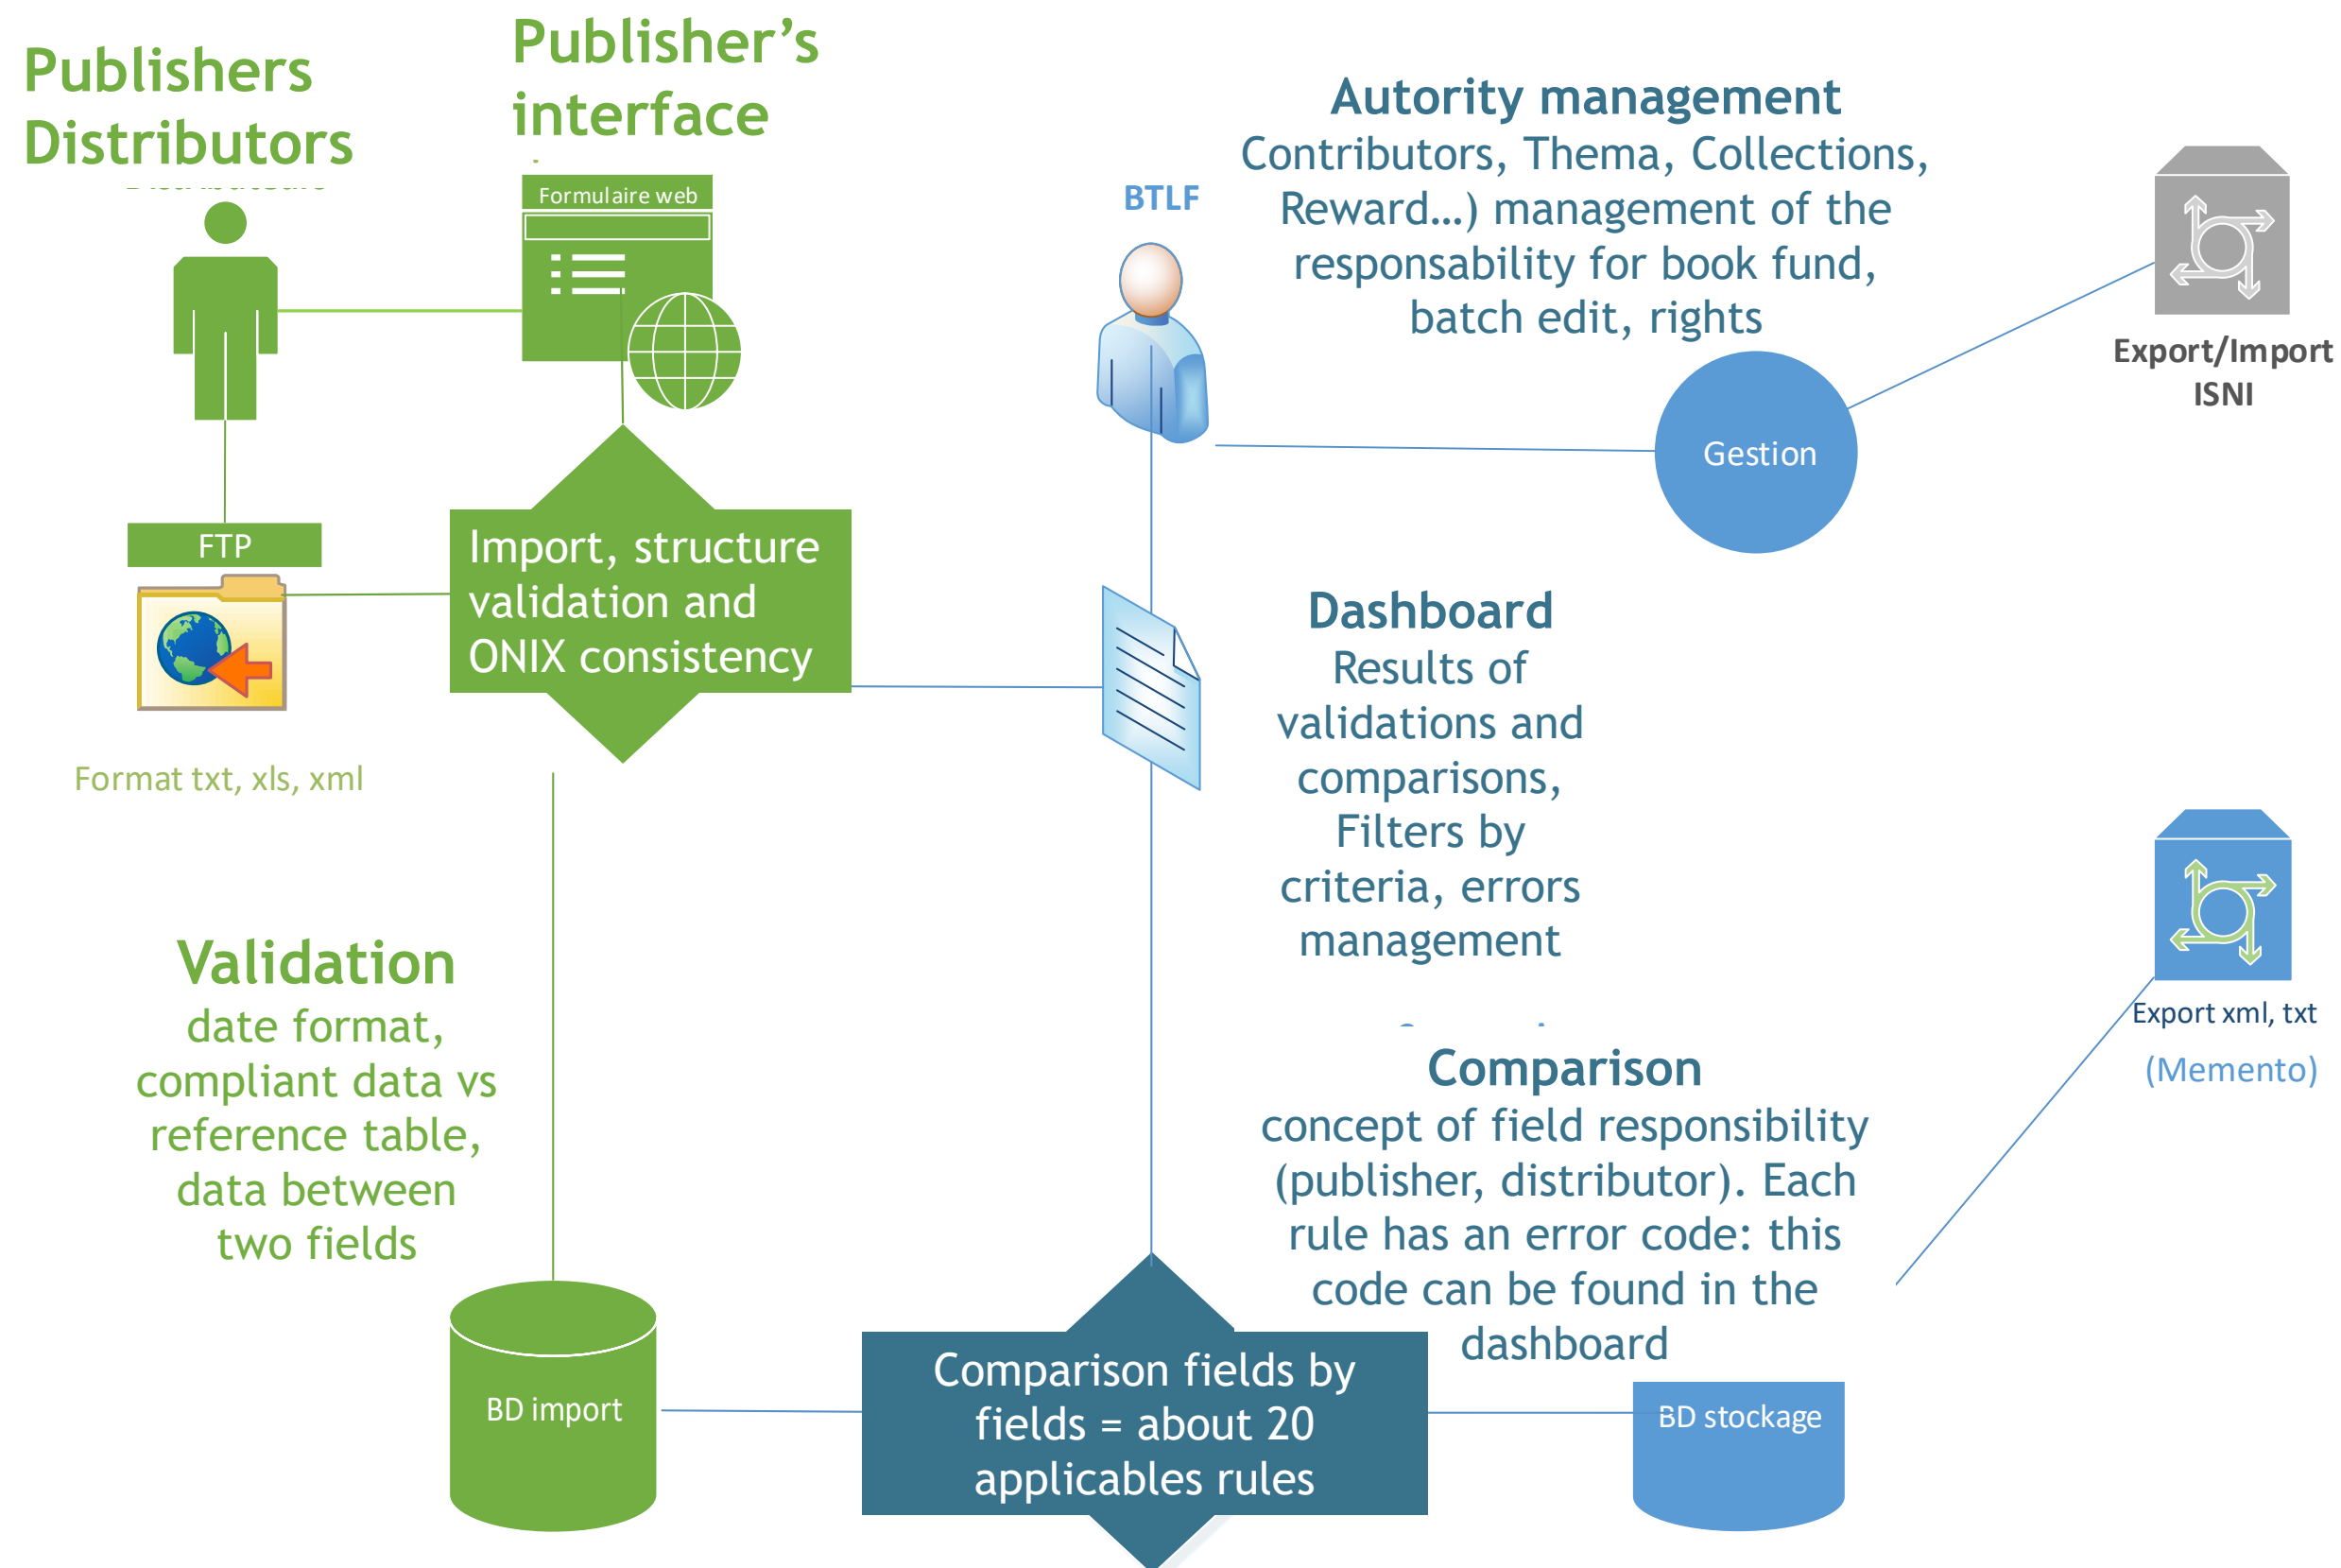 Publishers
Distributors
Publisher’s
interface
Formulaire web
FTP
Format txt, xls, xml
Import, structure
validation and
ONIX consistency
Validation
date format,
compliant data vs
reference table,
data between
two fields
BD import
BTLF
Autority management
Contributors, Thema, Collections,
Reward…) management of the
responsability for book fund,
batch edit, rights
Gestion
Export/Import
ISNI
Dashboard
Results of
validations and
comparisons,
Filters by
criteria, errors
management
Comparison
concept of field responsibility
(publisher, distributor). Each
rule has an error code: this
code can be found in the
dashboard
Export xml, txt
(Memento)
Comparison fields by
fields = about 20
applicables rules
BD stockage